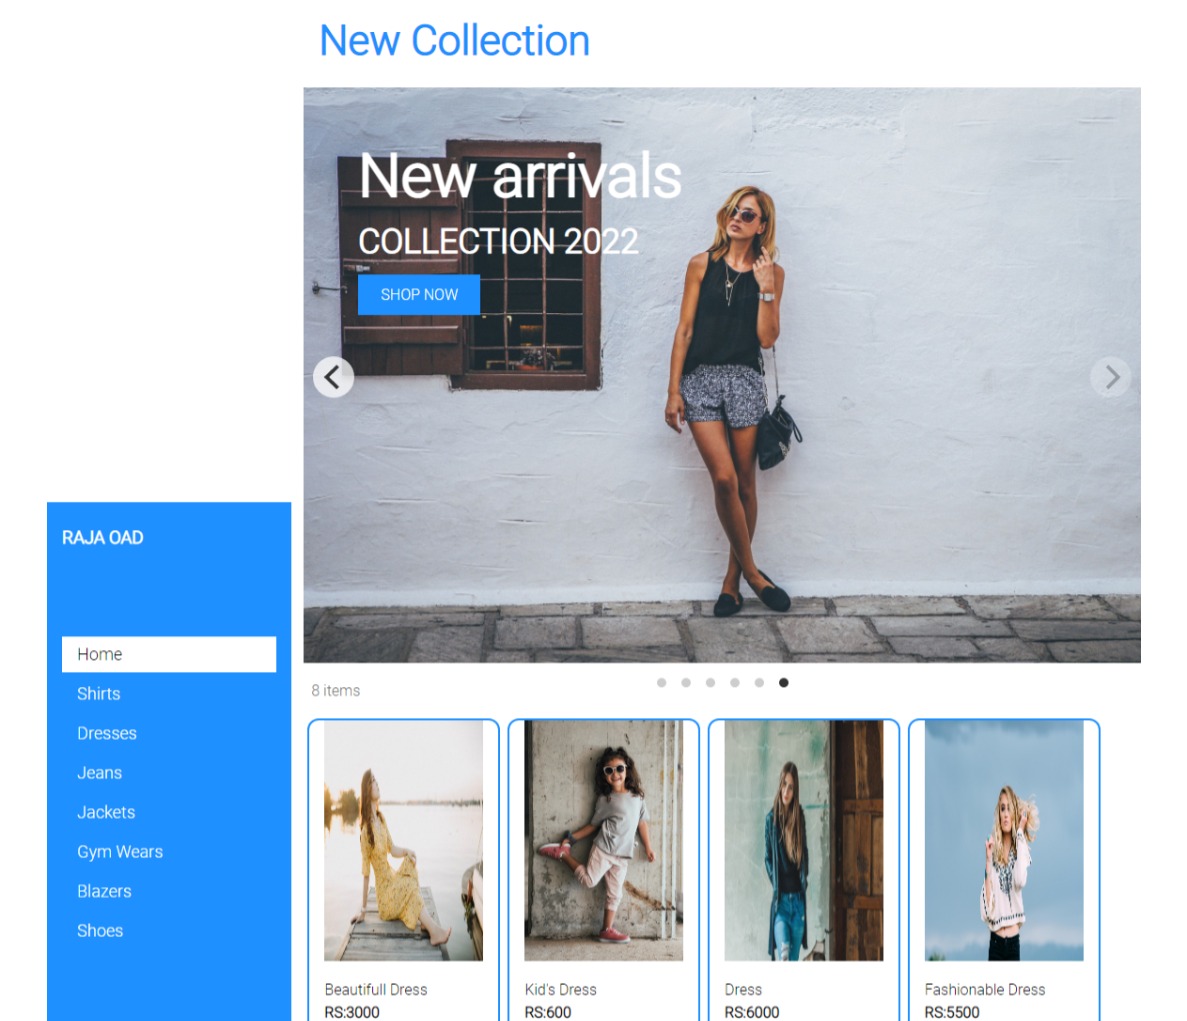 New Collection
New arrivals
COLLECTION 2022
SHOP NOW
RAJA OAD
Home
Shirts
Dresses
Jeans
Jackets
Gym Wears
Blazers
Shoes
8 items
Beautifull Dress
RS:3000
Kid's Dress
RS:600
Dress
RS:6000
Fashionable Dress
RS:5500